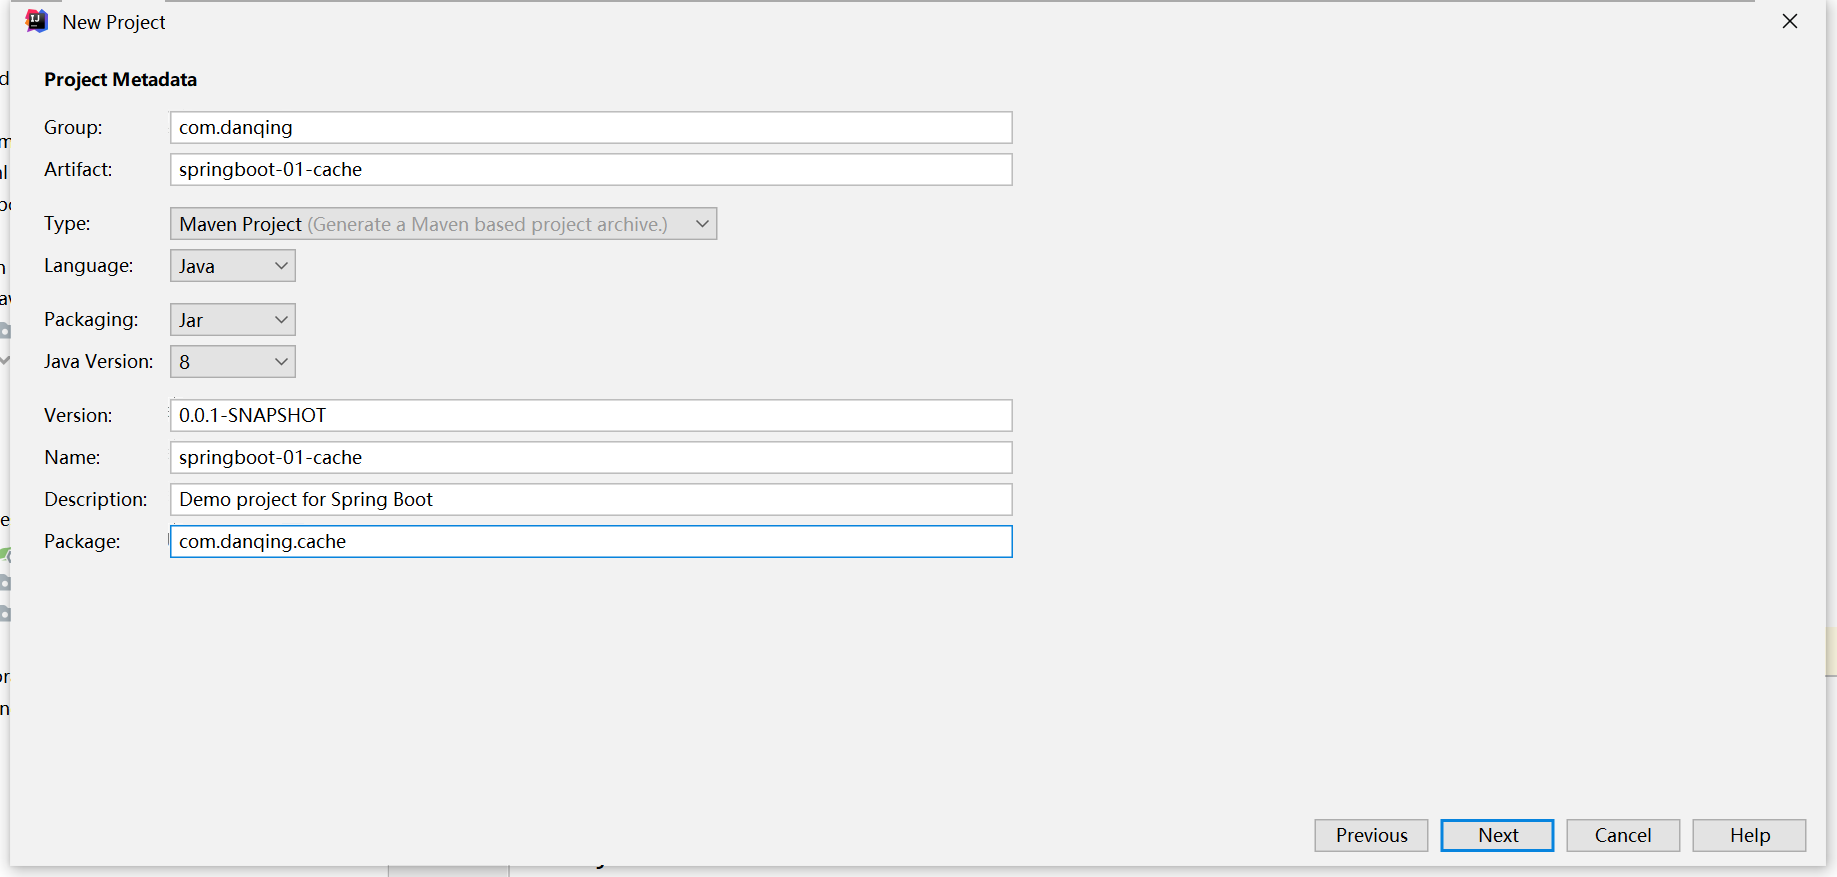 New Project
Project Metadata
Group: com.danqing
Artifact: springboot-01-cache
Type: Maven Project (Generate a Maven based project archive.)
Language: Java
Packaging: Jar
Java Version: 8
Version: 0.0.1-SNAPSHOT
Name: springboot-01-cache
Description: Demo project for Spring Boot
Package: com.danqing.cache
Previous Next Cancel Help